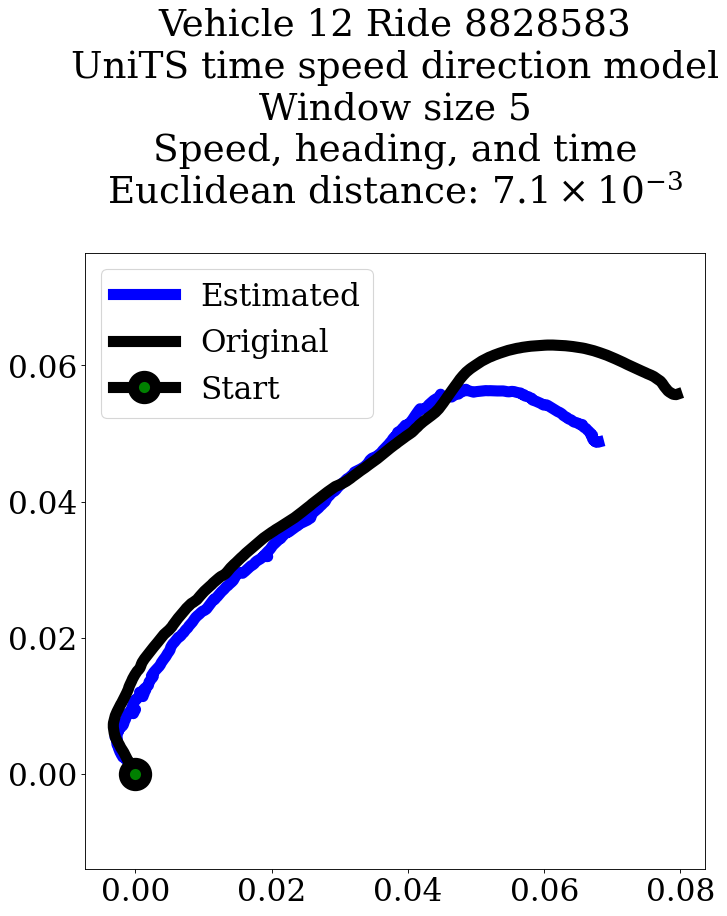 Vehicle 12 Ride 8828583
UniTS time speed direction model
Window size 5
Speed, heading, and time
Euclidean distance: 7.1 × 10⁻³
Estimated
Original
Start
0.06
0.04
0.02
0.00
0.00 0.02 0.04 0.06 0.08